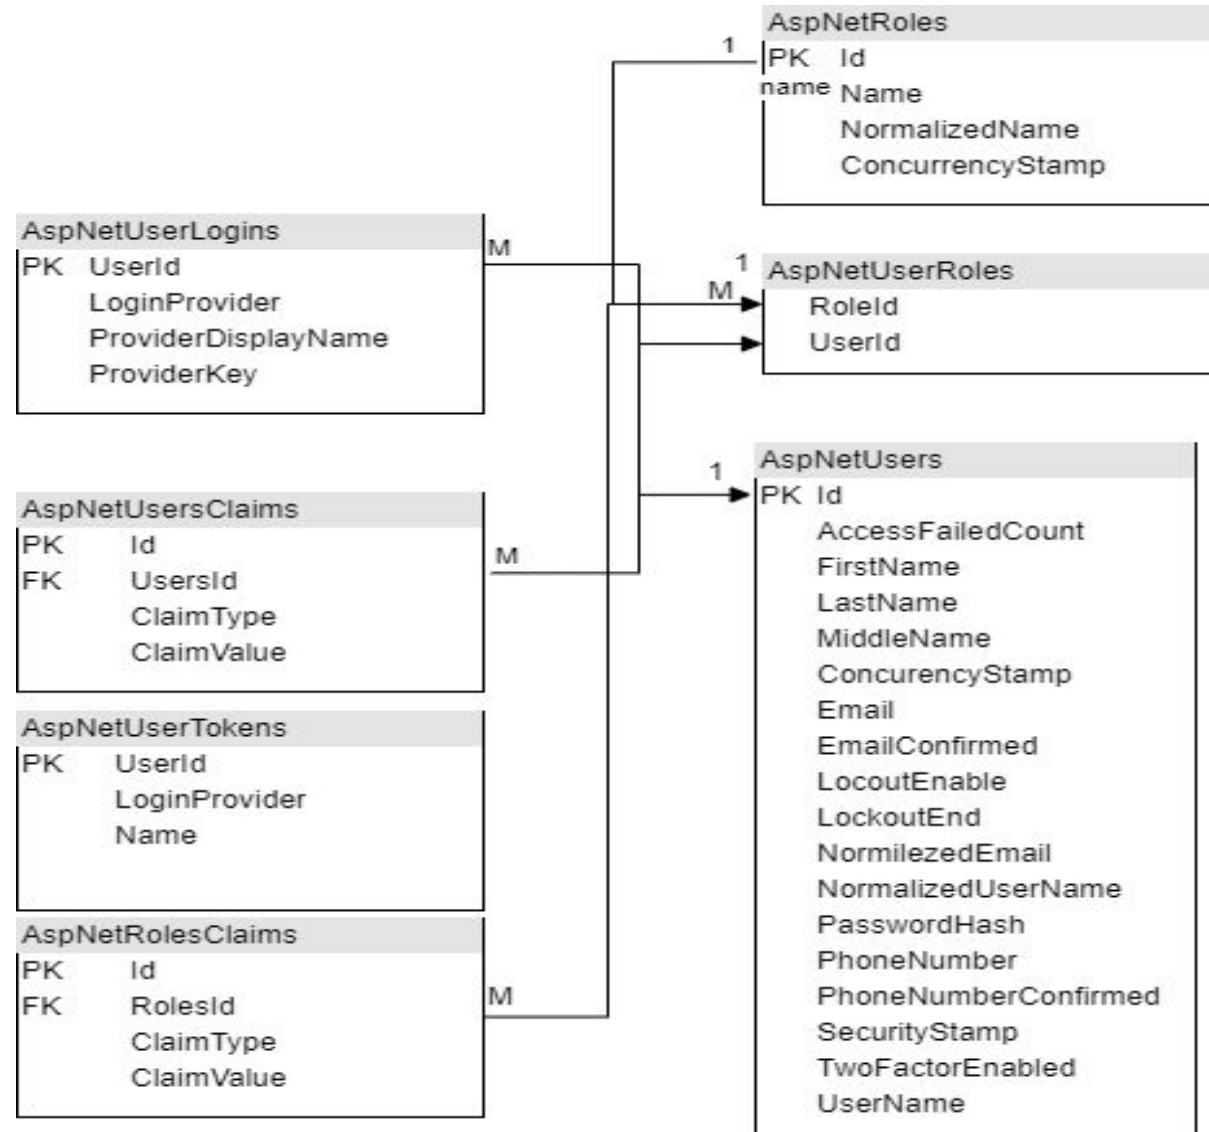 AspNetRoles
1
PK Id
name Name
NormalizedName
ConcurrencyStamp
AspNetUserLogins
M
PK UserId
LoginProvider
ProviderDisplayName
ProviderKey
1
AspNetUserRoles
M
RoleId
UserId
AspNetUsersClaims
PK Id
FK UsersId
M
ClaimType
ClaimValue
AspNetUserTokens
PK UserId
LoginProvider
Name
AspNetRolesClaims
PK Id
FK RolesId
M
ClaimType
ClaimValue
AspNetUsers
1
PK Id
AccessFailedCount
FirstName
LastName
MiddleName
ConcurencyStamp
Email
EmailConfirmed
LocoutEnable
LockoutEnd
NormilezedEmail
NormalizedUserName
PasswordHash
PhoneNumber
PhoneNumberConfirmed
SecurityStamp
TwoFactorEnabled
UserName